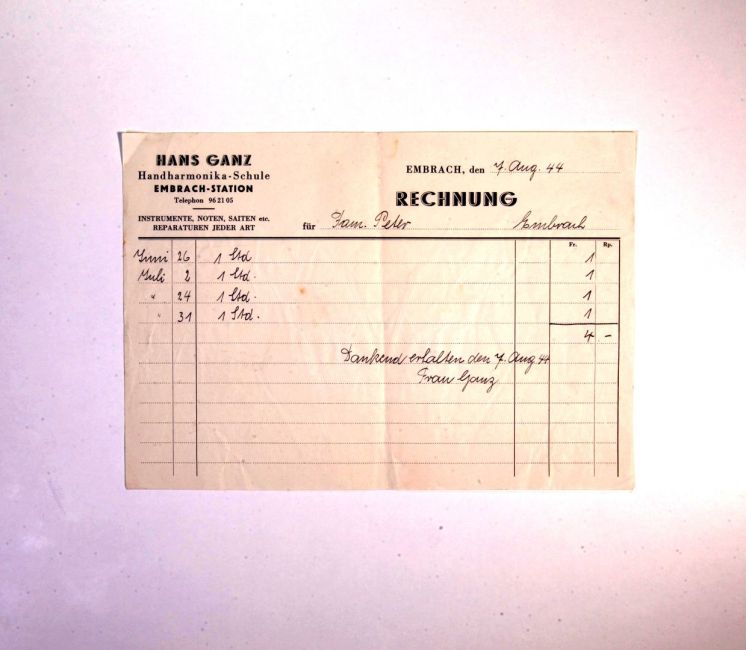 HANS GANZ
Handharmonika-Schule
EMBRACH-STATION
Telephon 96 21 05
INSTRUMENTE, NOTEN, SAITEN etc.
REPARATUREN JEDER ART
EMBRACH, den 7. Aug. 44
RECHNUNG
für Fam. Peter Embrach
Fr. Rp.
Juni 26 1 Std 1
Juli 2 1 Std. 1
" 24 1 Std. 1
" 31 1 Std. 1
4 –
Dankend erhalten den 7. Aug 44
Frau Ganz